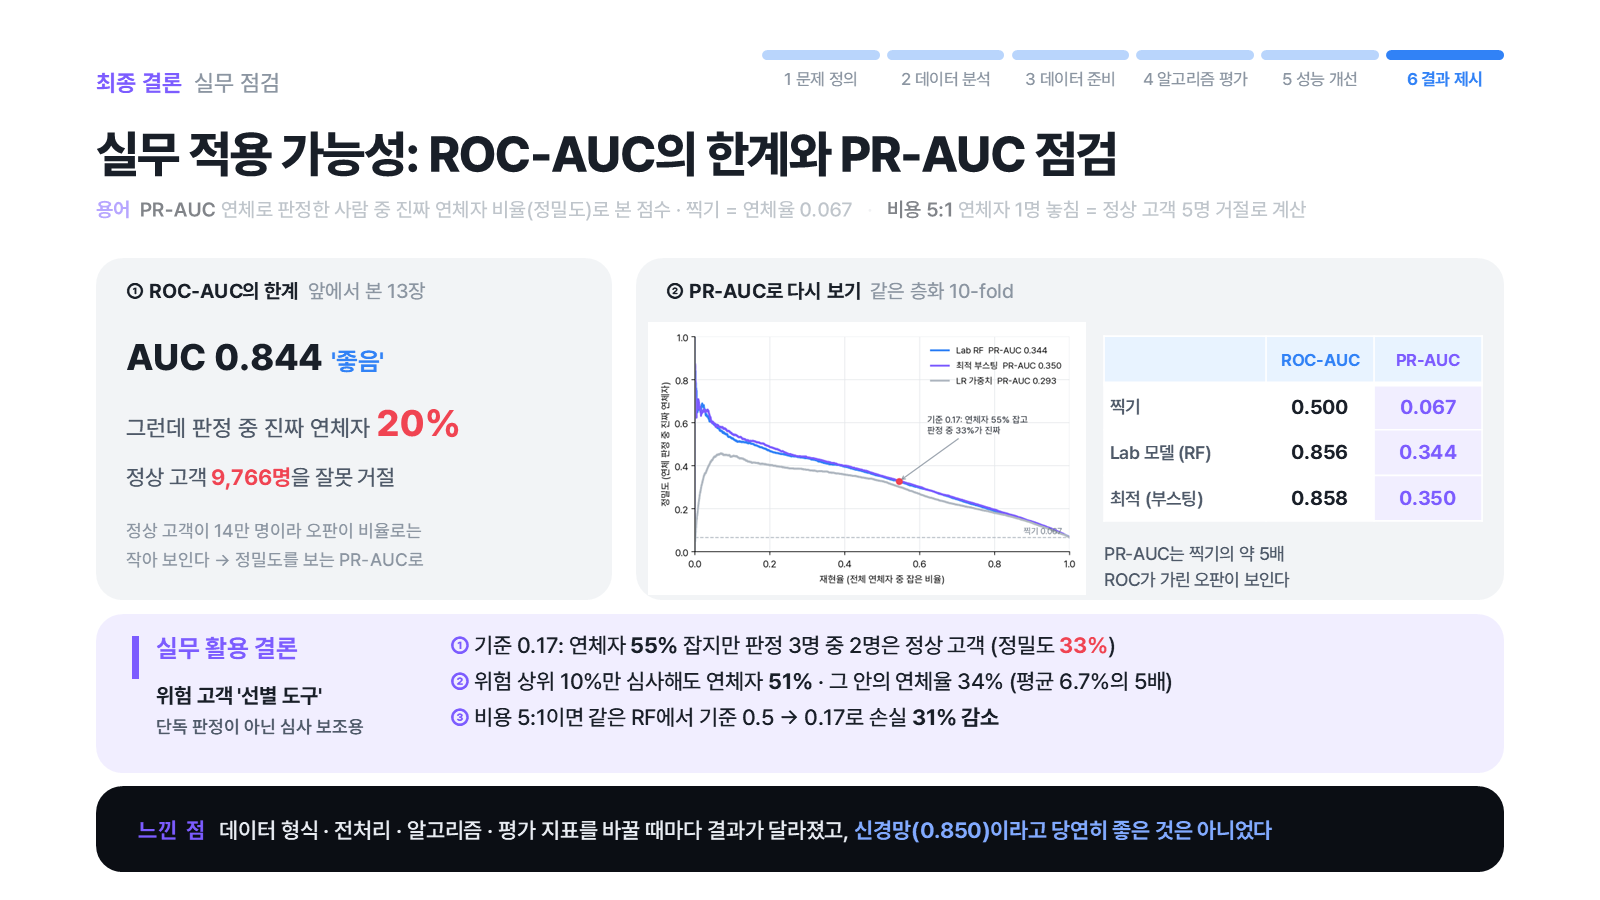 최종 결론 실무 점검
1 문제 정의
2 데이터 분석
3 데이터 준비
4 알고리즘 평가
5 성능 개선
6 결과 제시
실무 적용 가능성: ROC-AUC의 한계와 PR-AUC 점검
용어 PR-AUC 연체로 판정한 사람 중 진짜 연체자 비율(정밀도)로 본 점수 · 찍기 = 연체율 0.067 · 비용 5:1 연체자 1명 놓침 = 정상 고객 5명 거절로 계산
① ROC-AUC의 한계 앞에서 본 13장
AUC 0.844 '좋음'
그런데 판정 중 진짜 연체자 20%
정상 고객 9,766명을 잘못 거절
정상 고객이 14만 명이라 오판이 비율로는
작아 보인다 → 정밀도를 보는 PR-AUC로
② PR-AUC로 다시 보기 같은 층화 10-fold
정밀도 (연체 판정 중 진짜 연체자)
1.0
0.8
0.6
0.4
0.2
0.0
Lab RF PR-AUC 0.344
최적 부스팅 PR-AUC 0.350
LR 가중치 PR-AUC 0.293
기준 0.17: 연체자 55% 잡고
판정 중 33%가 진짜
찍기 0.067
0.0 0.2 0.4 0.6 0.8 1.0
재현율 (전체 연체자 중 잡은 비율)
ROC-AUC PR-AUC
찍기 0.500 0.067
Lab 모델 (RF) 0.856 0.344
최적 (부스팅) 0.858 0.350
PR-AUC는 찍기의 약 5배
ROC가 가린 오판이 보인다
실무 활용 결론
위험 고객 '선별 도구'
단독 판정이 아닌 심사 보조용
① 기준 0.17: 연체자 55% 잡지만 판정 3명 중 2명은 정상 고객 (정밀도 33%)
② 위험 상위 10%만 심사해도 연체자 51% · 그 안의 연체율 34% (평균 6.7%의 5배)
③ 비용 5:1이면 같은 RF에서 기준 0.5 → 0.17로 손실 31% 감소
느낀 점 데이터 형식 · 전처리 · 알고리즘 · 평가 지표를 바꿀 때마다 결과가 달라졌고, 신경망(0.850)이라고 당연히 좋은 것은 아니었다